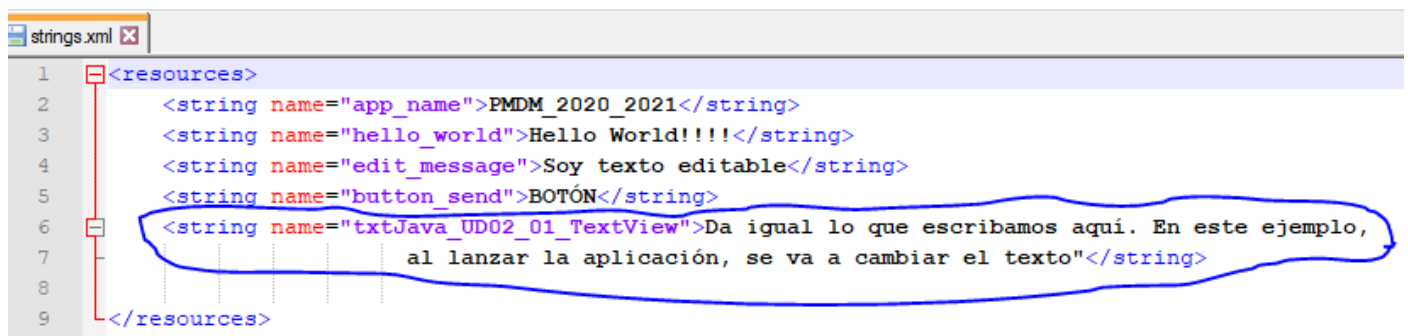 strings.xml
1 <resources>
2 <string name="app_name">PMDM_2020_2021</string>
3 <string name="hello_world">Hello World!!!!</string>
4 <string name="edit_message">Soy texto editable</string>
5 <string name="button_send">BOTÓN</string>
6 <string name="txtJava_UD02_01_TextView">Da igual lo que escribamos aquí. En este ejemplo,
7 al lanzar la aplicación, se va a cambiar el texto"</string>
8
9 </resources>